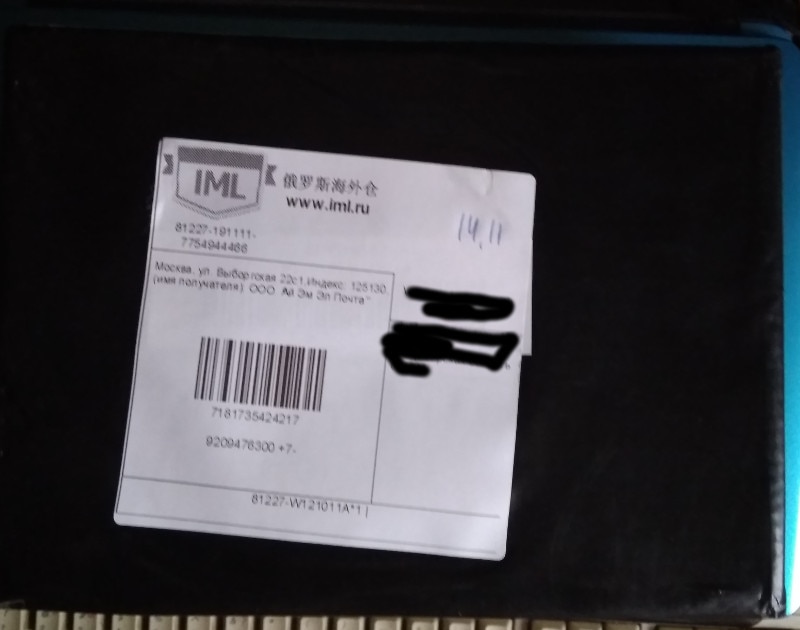 IML
俄罗斯海外仓
www.iml.ru
14.11
81227-191111-
7754944486
Москва, ул. Выборгская 22с1,Индекс: 125130
(имя получателя): ООО "Ай Эм Эл Почта"
7181735424217
9209476300 +7-
81227-W121011A*1 |